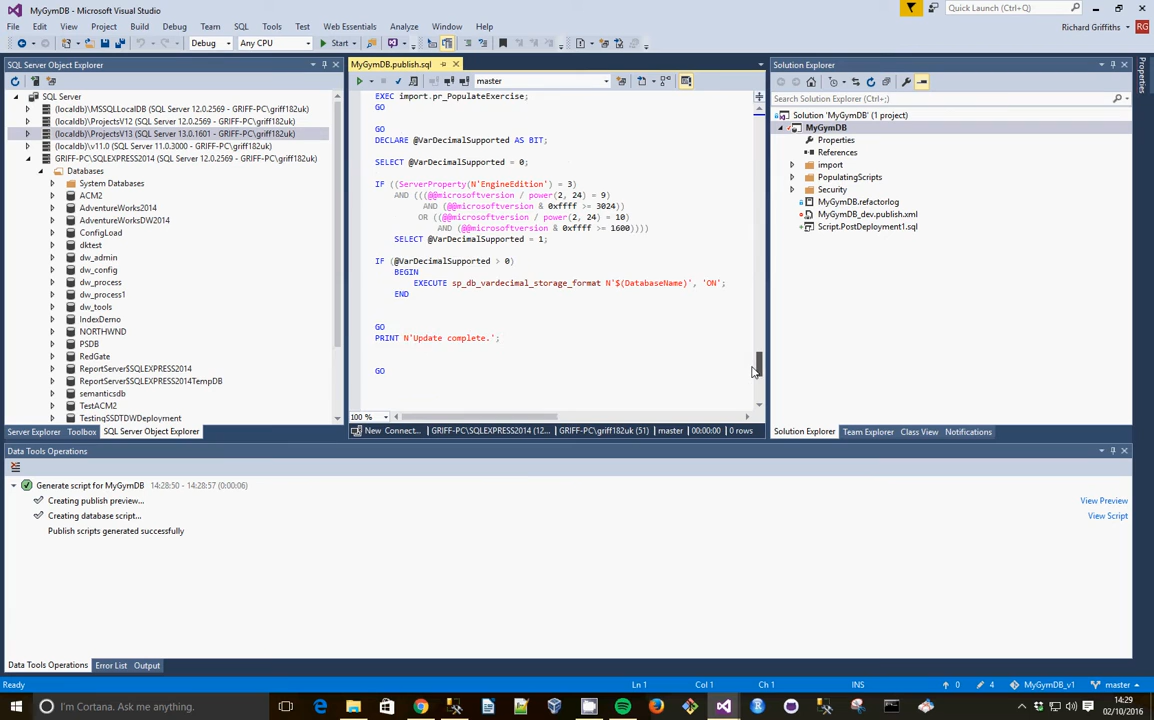 MyGymDB - Microsoft Visual Studio
Quick Launch (Ctrl+Q)
File Edit View Project Build Debug Team SQL Tools Test Web Essentials Analyze Window Help
Richard Griffiths RG
Debug Any CPU Start
SQL Server Object Explorer
SQL Server
(localdb)\MSSQLLocalDB (SQL Server 12.0.2569 - GRIFF-PC\griff182uk)
(localdb)\ProjectsV12 (SQL Server 12.0.2569 - GRIFF-PC\griff182uk)
(localdb)\ProjectsV13 (SQL Server 13.0.1601 - GRIFF-PC\griff182uk)
(localdb)\v11.0 (SQL Server 11.0.3000 - GRIFF-PC\griff182uk)
GRIFF-PC\SQLEXPRESS2014 (SQL Server 12.0.2569 - GRIFF-PC\griff182uk)
Databases
System Databases
ACM2
AdventureWorks2014
AdventureWorksDW2014
ConfigLoad
dktest
dw_admin
dw_config
dw_process
dw_process1
dw_tools
IndexDemo
NORTHWND
PSDB
RedGate
ReportServer$SQLEXPRESS2014
ReportServer$SQLEXPRESS2014TempDB
semanticsdb
TestACM2
TestingSSDTDWDeployment
Server Explorer Toolbox SQL Server Object Explorer
MyGymDB.publish.sql
master
EXEC import.pr_PopulateExercise;
GO
GO
DECLARE @VarDecimalSupported AS BIT;
SELECT @VarDecimalSupported = 0;
IF ((ServerProperty(N'EngineEdition') = 3)
AND (((@@microsoftversion / power(2, 24) = 9)
AND (@@microsoftversion & 0xffff >= 3024))
OR ((@@microsoftversion / power(2, 24) = 10)
AND (@@microsoftversion & 0xffff >= 1600))))
SELECT @VarDecimalSupported = 1;
IF (@VarDecimalSupported > 0)
BEGIN
EXECUTE sp_db_vardecimal_storage_format N'$(DatabaseName)', 'ON';
END
GO
PRINT N'Update complete.';
GO
100 %
New Connect... GRIFF-PC\SQLEXPRESS2014 (12... GRIFF-PC\griff182uk (51) master 00:00:00 0 rows
Solution Explorer
Search Solution Explorer (Ctrl+;)
Solution 'MyGymDB' (1 project)
MyGymDB
Properties
References
import
PopulatingScripts
Security
MyGymDB.refactorlog
MyGymDB_dev.publish.xml
Script.PostDeployment1.sql
Solution Explorer Team Explorer Class View Notifications
Properties
Data Tools Operations
Generate script for MyGymDB 14:28:50 - 14:28:57 (0:00:06)
Creating publish preview... View Preview
Creating database script... View Script
Publish scripts generated successfully
Data Tools Operations Error List Output
Ready Ln 1 Col 1 Ch 1 INS 0 4 MyGymDB_v1 master
I'm Cortana. Ask me anything.
14:29
02/10/2016